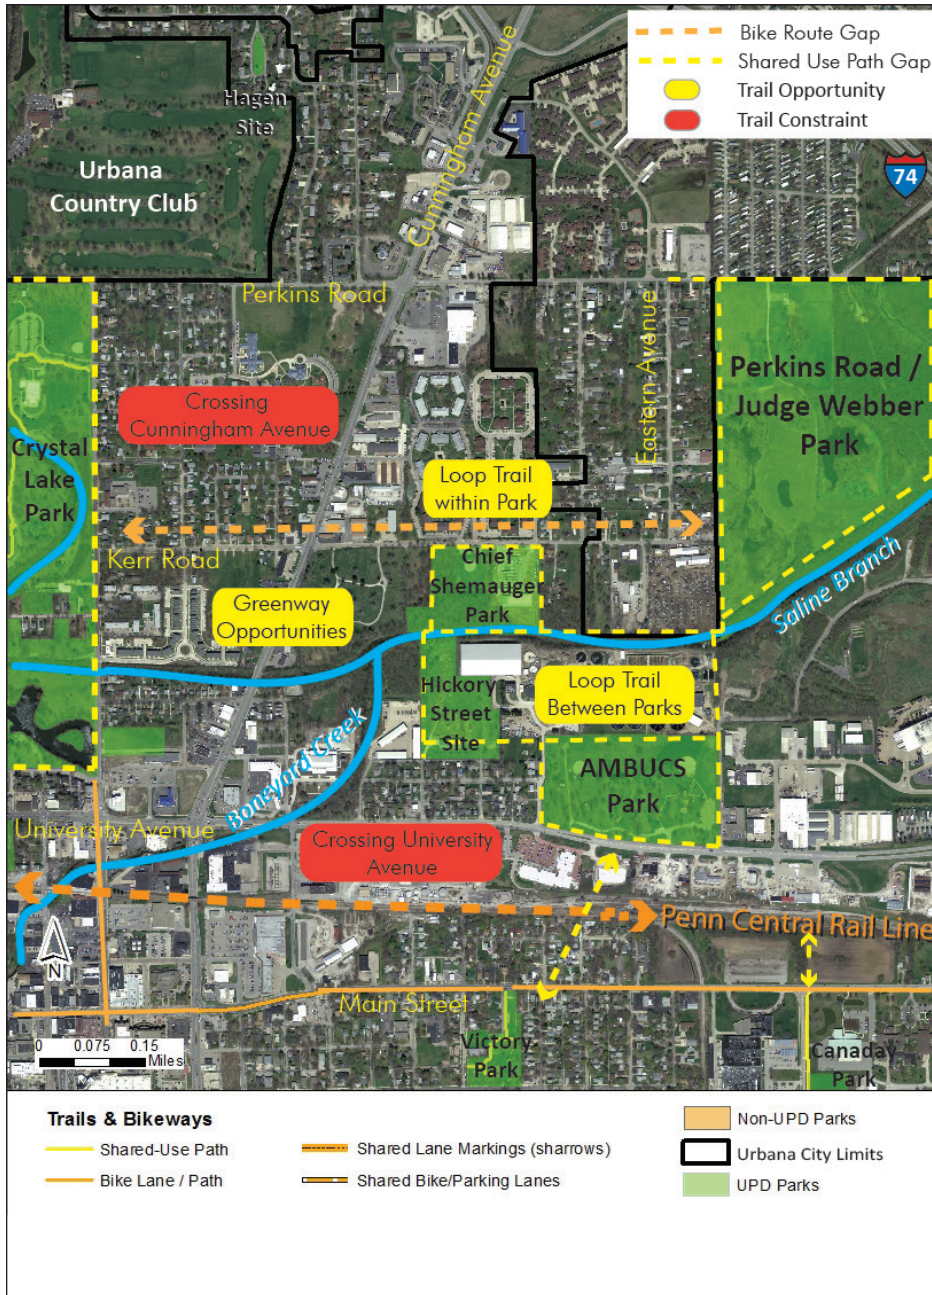 Bike Route Gap
Shared Use Path Gap
Trail Opportunity
Trail Constraint
74
Cunningham Avenue
Hagen
Site
Urbana
Country Club
Perkins Road
Eastern Avenue
Perkins Road /
Judge Webber
Park
Crossing
Cunningham Avenue
Crystal
Lake
Park
Loop Trail
within Park
Kerr Road
Chief
Shemauger
Park
Saline Branch
Greenway
Opportunities
Hickory
Street
Site
Loop Trail
Between Parks
Boneyard Creek
AMBUCS
Park
University Avenue
Crossing University
Avenue
Penn Central Rail Line
N
Main Street
0 0.075 0.15
Miles
Victory
Park
Canaday
Park
Trails & Bikeways
Shared-Use Path
Bike Lane / Path
Shared Lane Markings (sharrows)
Shared Bike/Parking Lanes
Non-UPD Parks
Urbana City Limits
UPD Parks